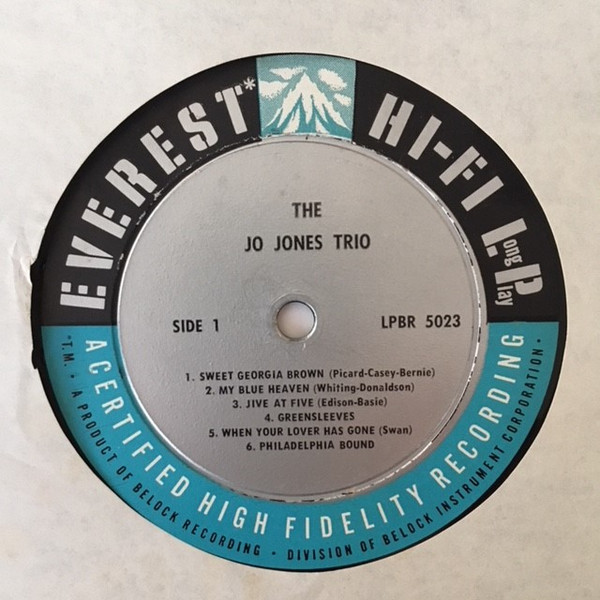 EVEREST* HI-FI Long Play
THE
JO JONES TRIO
SIDE 1
LPBR 5023
1. SWEET GEORGIA BROWN (Picard-Casey-Bernie)
2. MY BLUE HEAVEN (Whiting-Donaldson)
3. JIVE AT FIVE (Edison-Basie)
4. GREENSLEEVES
5. WHEN YOUR LOVER HAS GONE (Swan)
6. PHILADELPHIA BOUND
A CERTIFIED HIGH FIDELITY RECORDING
*T.M. • A PRODUCT OF BELOCK RECORDING • DIVISION OF BELOCK INSTRUMENT CORPORATION •